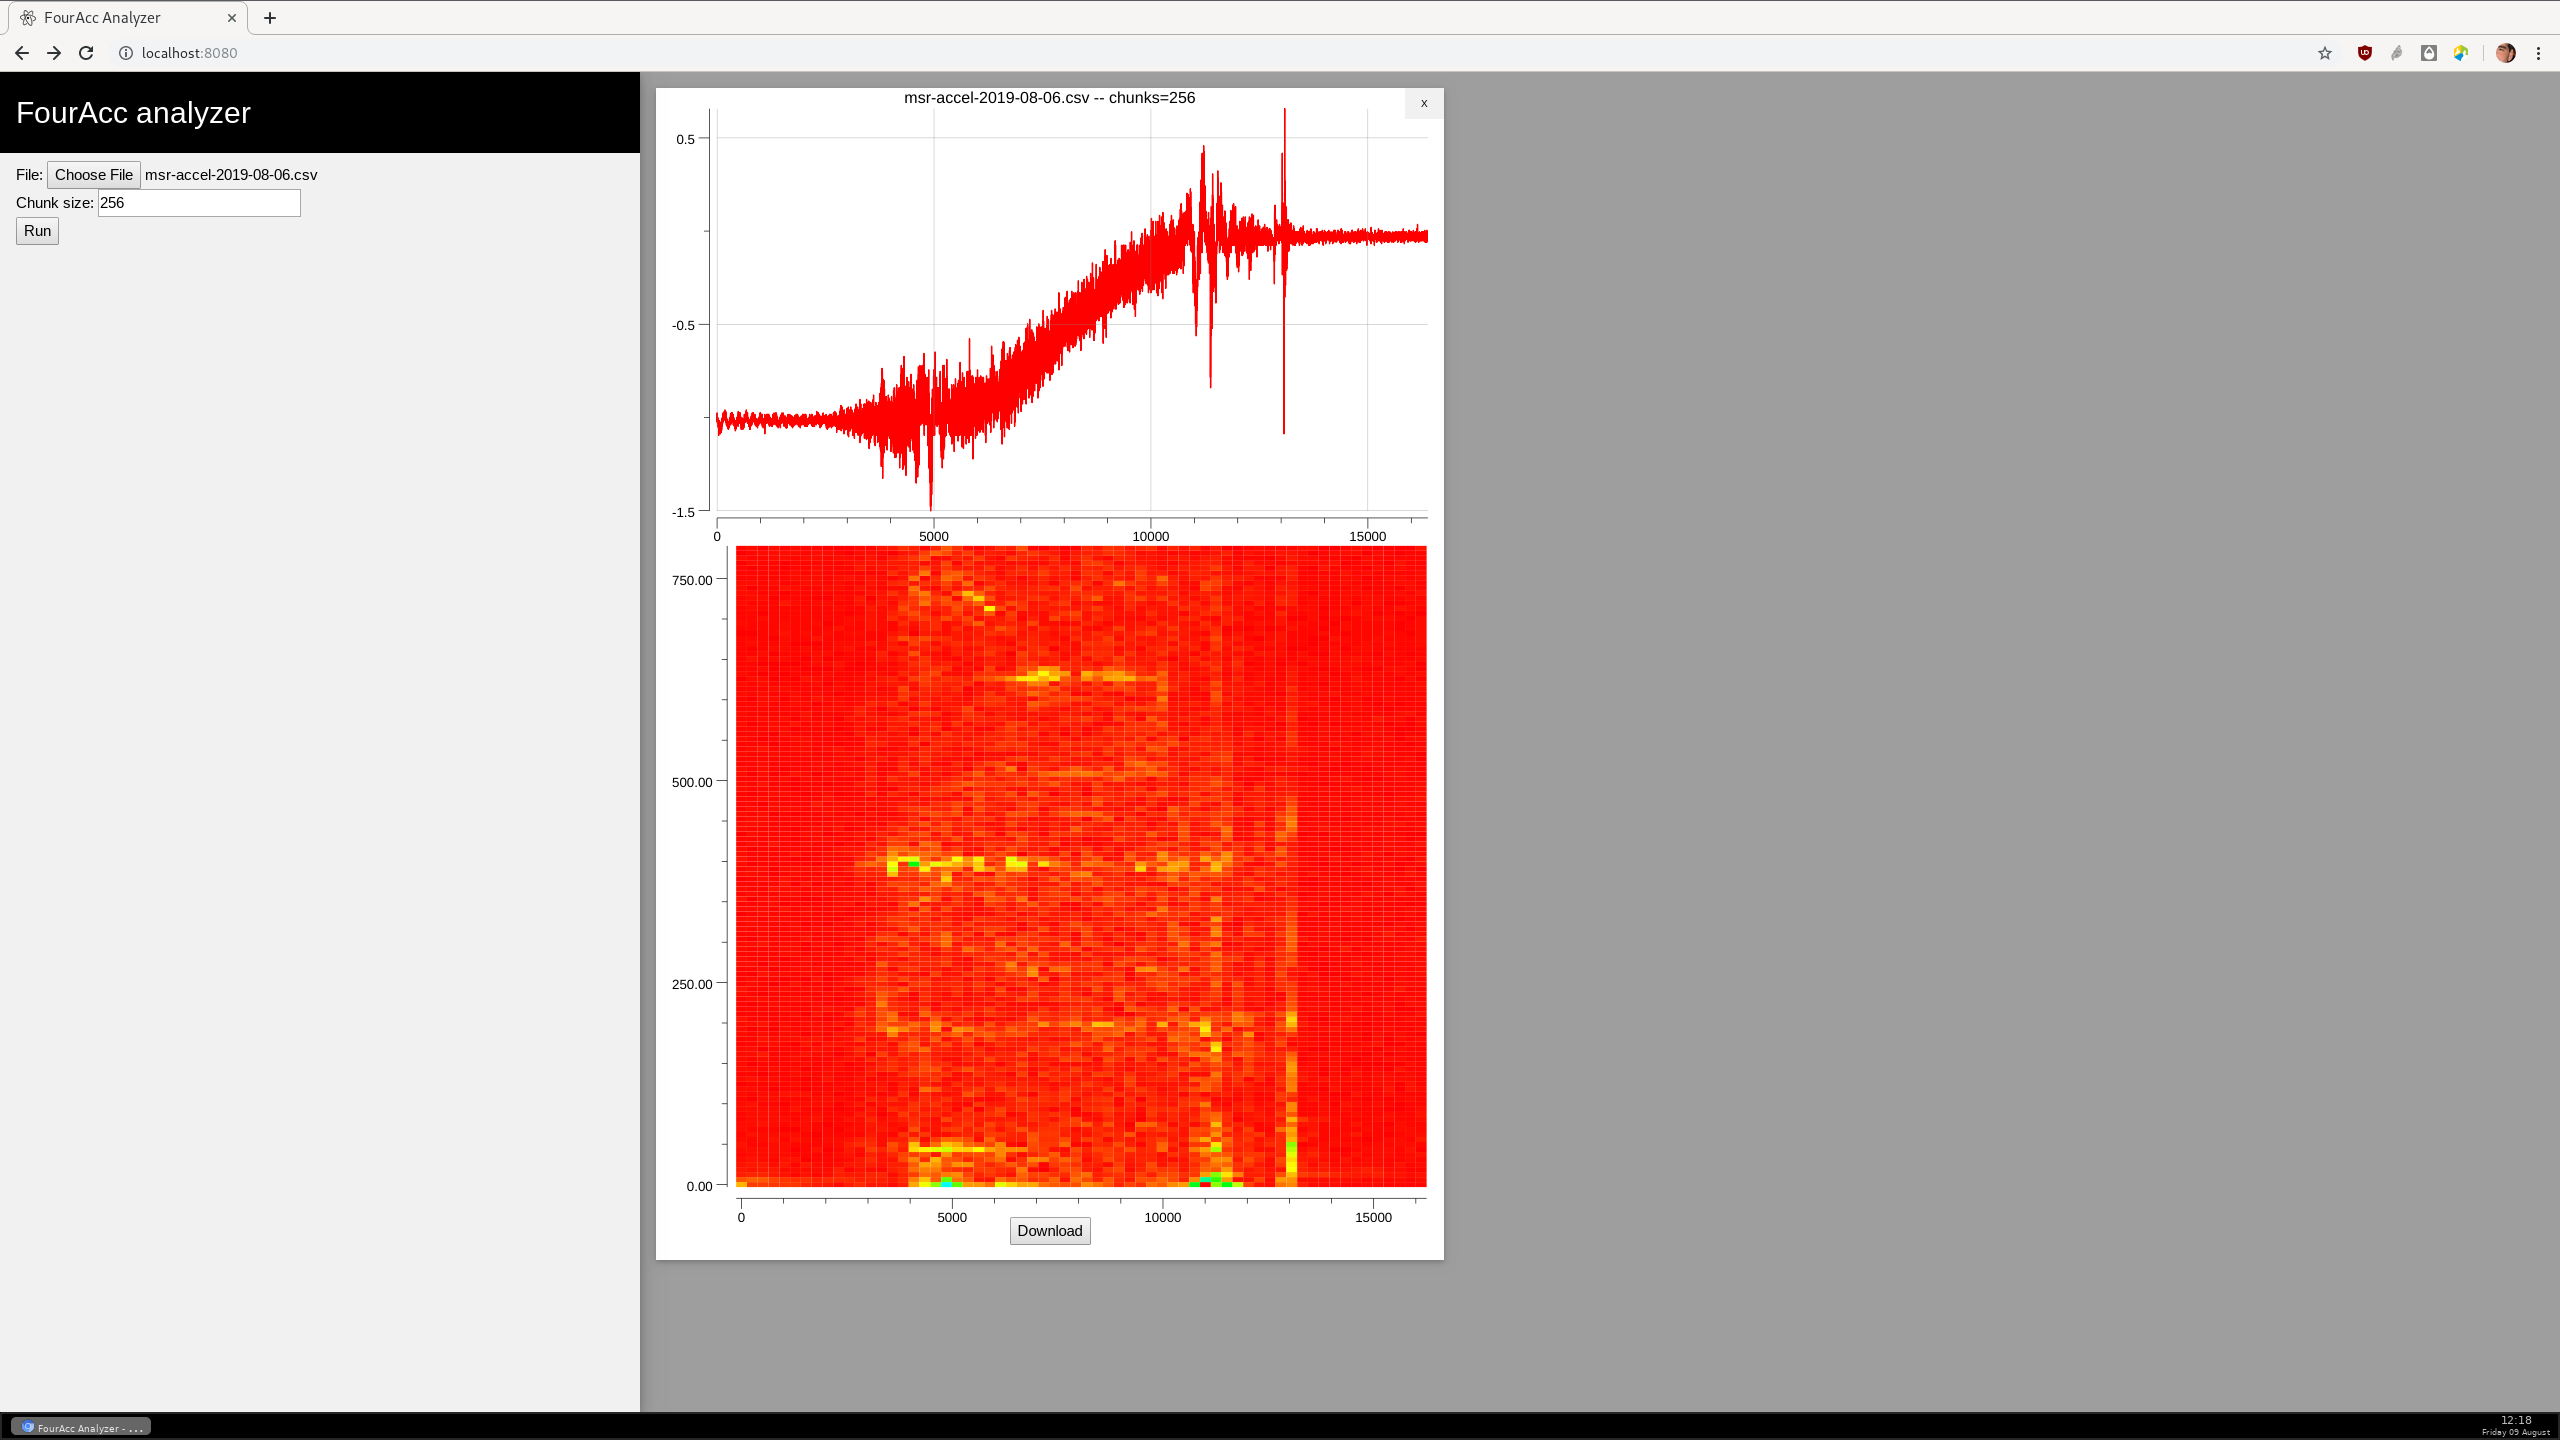 FourAcc Analyzer
localhost:8080
FourAcc analyzer
File: Choose File msr-accel-2019-08-06.csv
Chunk size: 256
Run
msr-accel-2019-08-06.csv -- chunks=256
x
0.5
-0.5
-1.5
0 5000 10000 15000
750.00
500.00
250.00
0.00
0 5000 10000 15000
Download
FourAcc Analyzer - ...
12:18
Friday 09 August